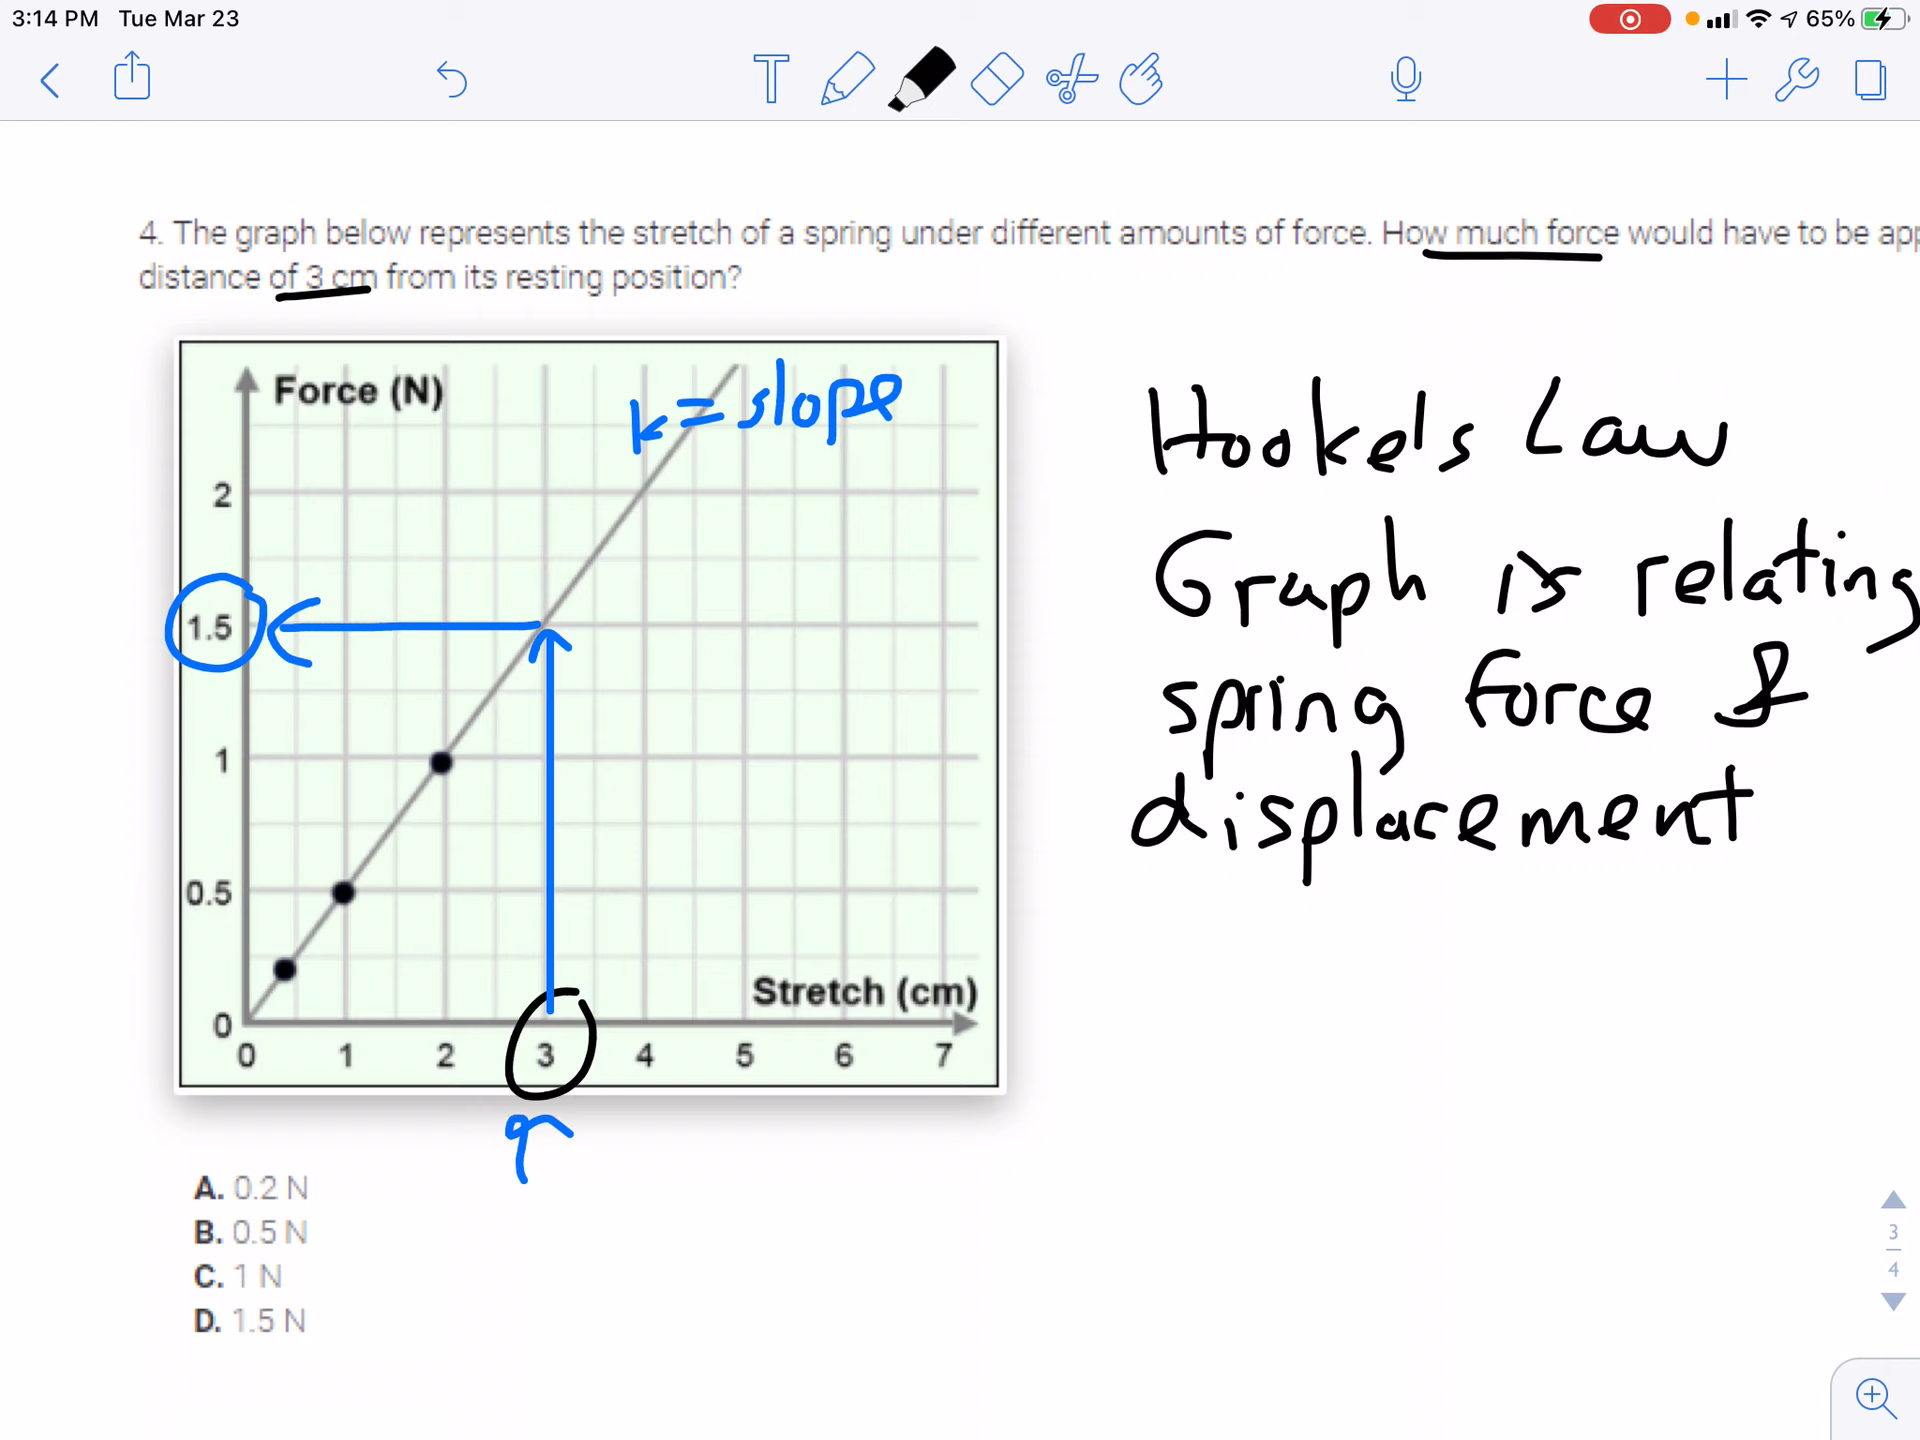 3:14 PM Tue Mar 23
65%
4. The graph below represents the stretch of a spring under different amounts of force. How much force would have to be app
distance of 3 cm from its resting position?
Force (N)
k = slope
2
1.5
1
0.5
0
Stretch (cm)
0 1 2 3 4 5 6 7
Hooke's Law
Graph is relating
spring force &
displacement
A. 0.2 N
B. 0.5 N
C. 1 N
D. 1.5 N
3
4